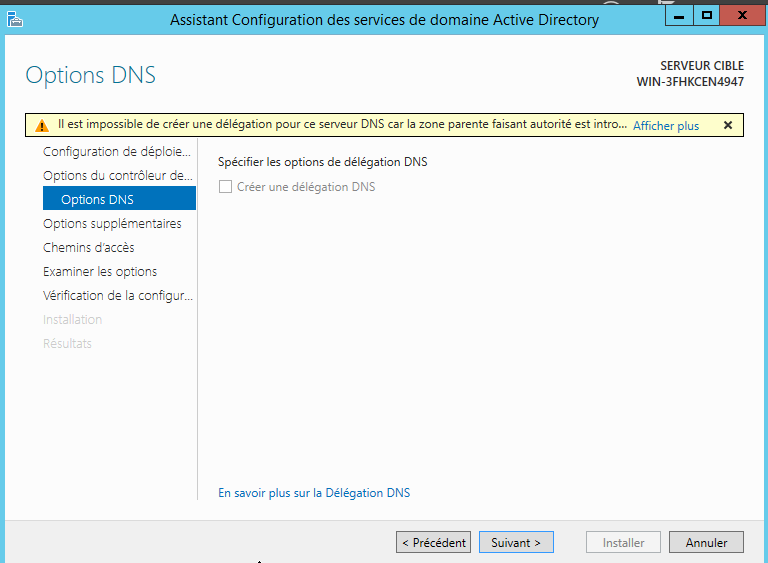 Assistant Configuration des services de domaine Active Directory
Options DNS
SERVEUR CIBLE
WIN-3FHKCEN4947
Il est impossible de créer une délégation pour ce serveur DNS car la zone parente faisant autorité est intro... Afficher plus
Configuration de déploie...
Options du contrôleur de...
Options DNS
Options supplémentaires
Chemins d'accès
Examiner les options
Vérification de la configur...
Installation
Résultats
Spécifier les options de délégation DNS
Créer une délégation DNS
En savoir plus sur la Délégation DNS
< Précédent
Suivant >
Installer
Annuler